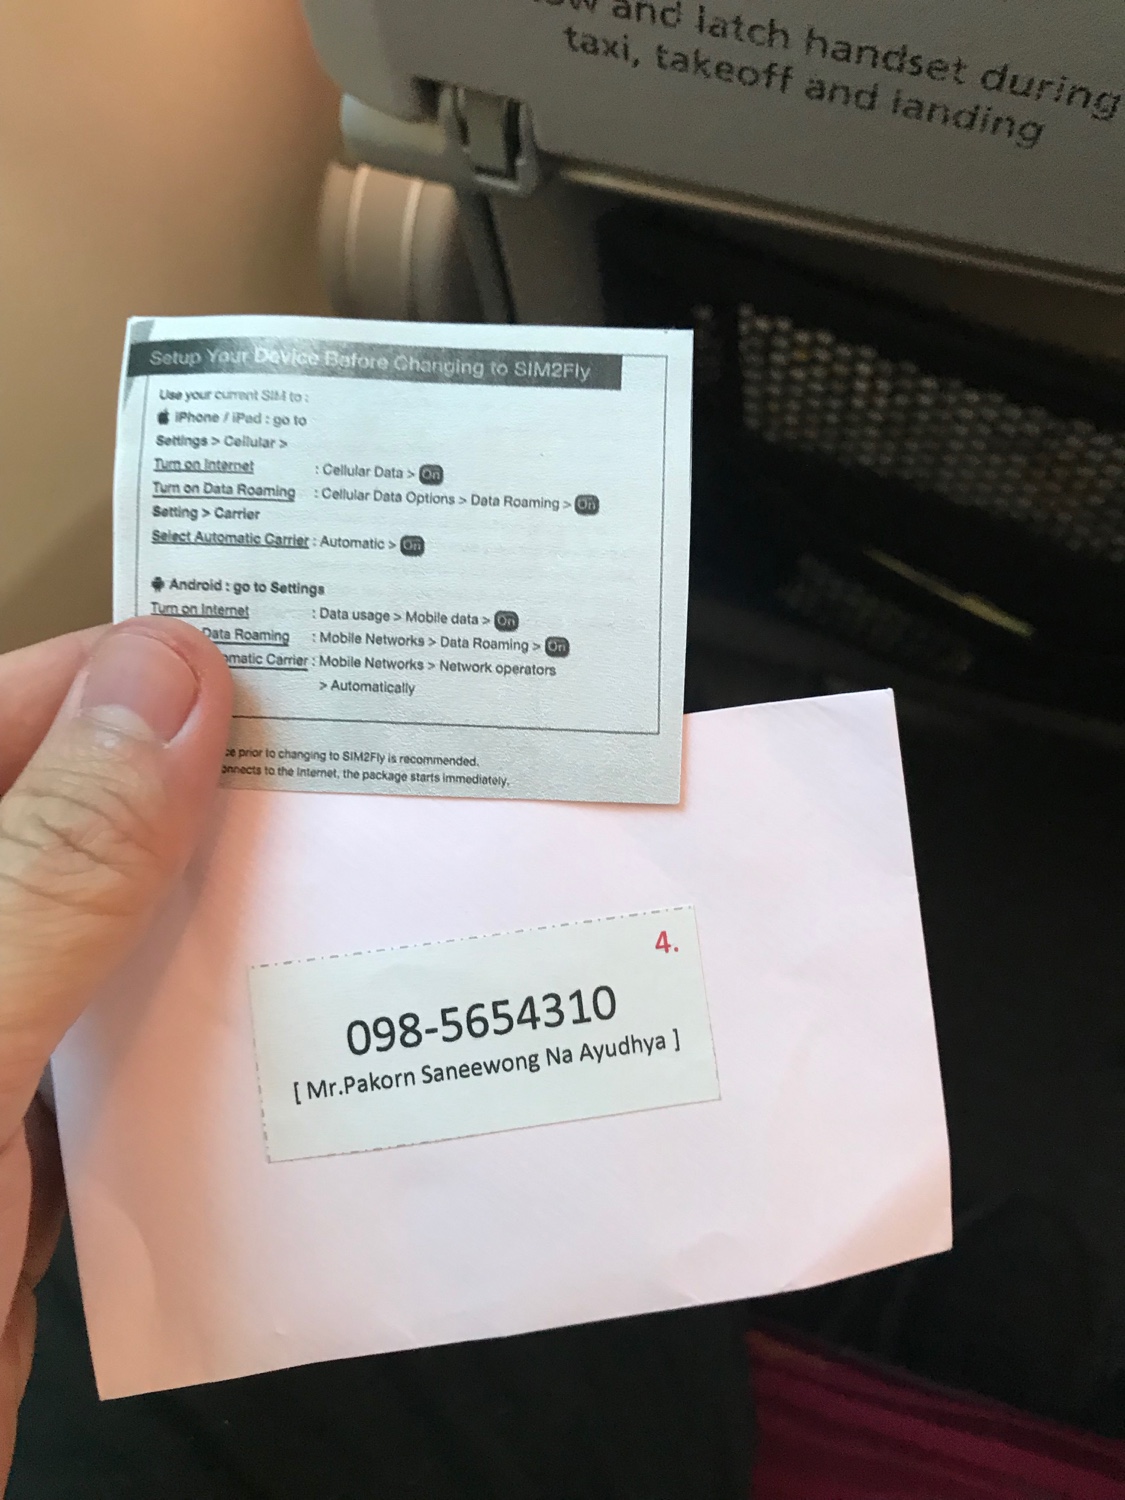 and latch handset during
taxi, takeoff and landing
Setup Your Device Before Changing to SIM2Fly
Use your current SIM to :
iPhone / iPad : go to
Settings > Cellular >
Turn on Internet : Cellular Data > On
Turn on Data Roaming : Cellular Data Options > Data Roaming > On
Setting > Carrier
Select Automatic Carrier : Automatic > On
Android : go to Settings
Turn on Internet : Data usage > Mobile data > On
Data Roaming : Mobile Networks > Data Roaming > On
Carrier : Mobile Networks > Network operators
> Automatically
prior to changing to SIM2Fly is recommended.
to the Internet, the package starts immediately.
4.
098-5654310
[ Mr.Pakorn Saneewong Na Ayudhya ]